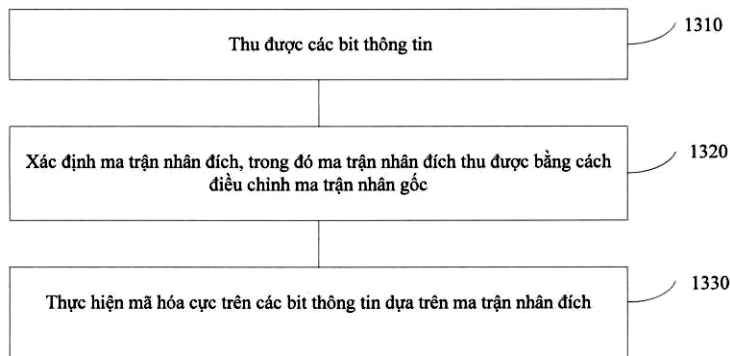 Thu được các bit thông tin
1310
Xác định ma trận nhân đích, trong đó ma trận nhân đích thu được bằng cách
điều chỉnh ma trận nhân gốc
1320
Thực hiện mã hóa cực trên các bit thông tin dựa trên ma trận nhân đích
1330